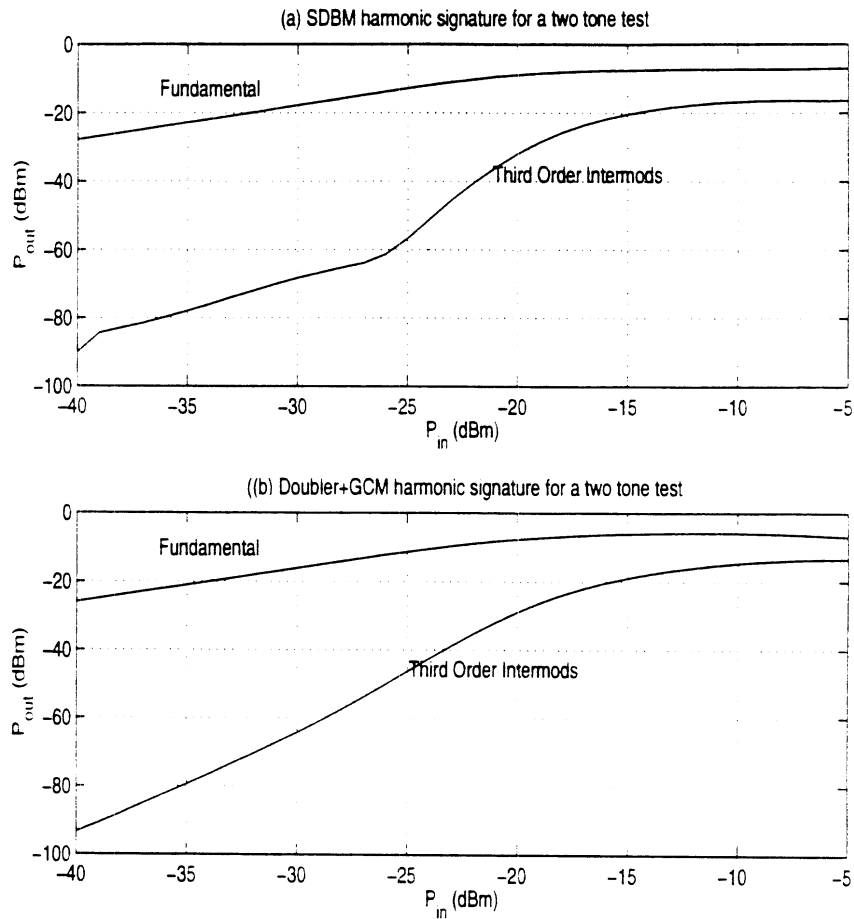 (a) SDBM harmonic signature for a two tone test
0
Fundamental
−20
Third Order Intermods
−40
P_out (dBm)
−60
−80
−100
−40 −35 −30 −25 −20 −15 −10 −5
P_in (dBm)
((b) Doubler+GCM harmonic signature for a two tone test
0
Fundamental
−20
−40
Third Order Intermods
P_out (dBm)
−60
−80
−100
−40 −35 −30 −25 −20 −15 −10 −5
P_in (dBm)